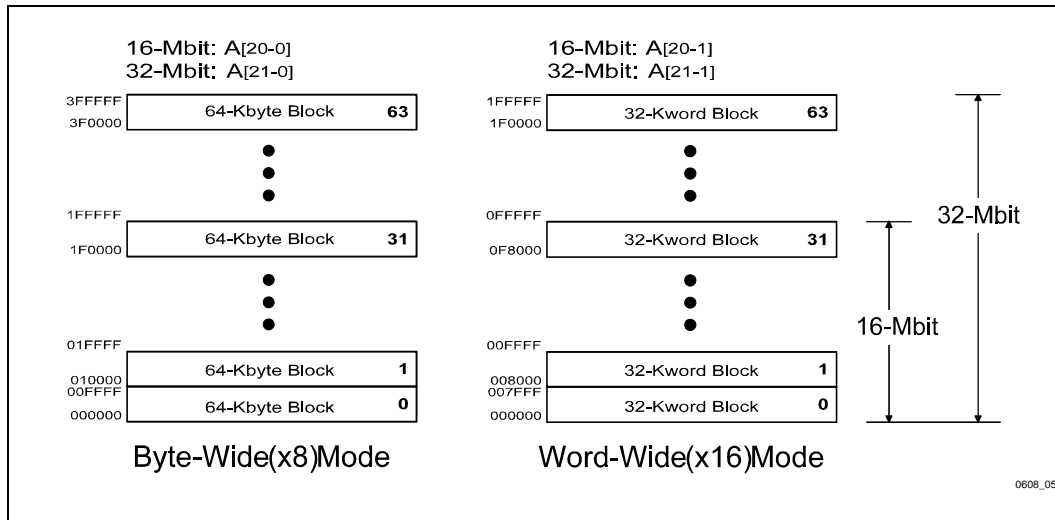 16-Mbit: A[20-0]
32-Mbit: A[21-0]
3FFFFF
64-Kbyte Block 63
3F0000
1FFFFF
64-Kbyte Block 31
1F0000
01FFFF
64-Kbyte Block 1
010000
00FFFF
64-Kbyte Block 0
000000
Byte-Wide(x8)Mode
16-Mbit: A[20-1]
32-Mbit: A[21-1]
1FFFFF
32-Kword Block 63
1F0000
0FFFFF
32-Kword Block 31
0F8000
00FFFF
32-Kword Block 1
008000
007FFF
32-Kword Block 0
000000
Word-Wide(x16)Mode
16-Mbit
32-Mbit
0608_05